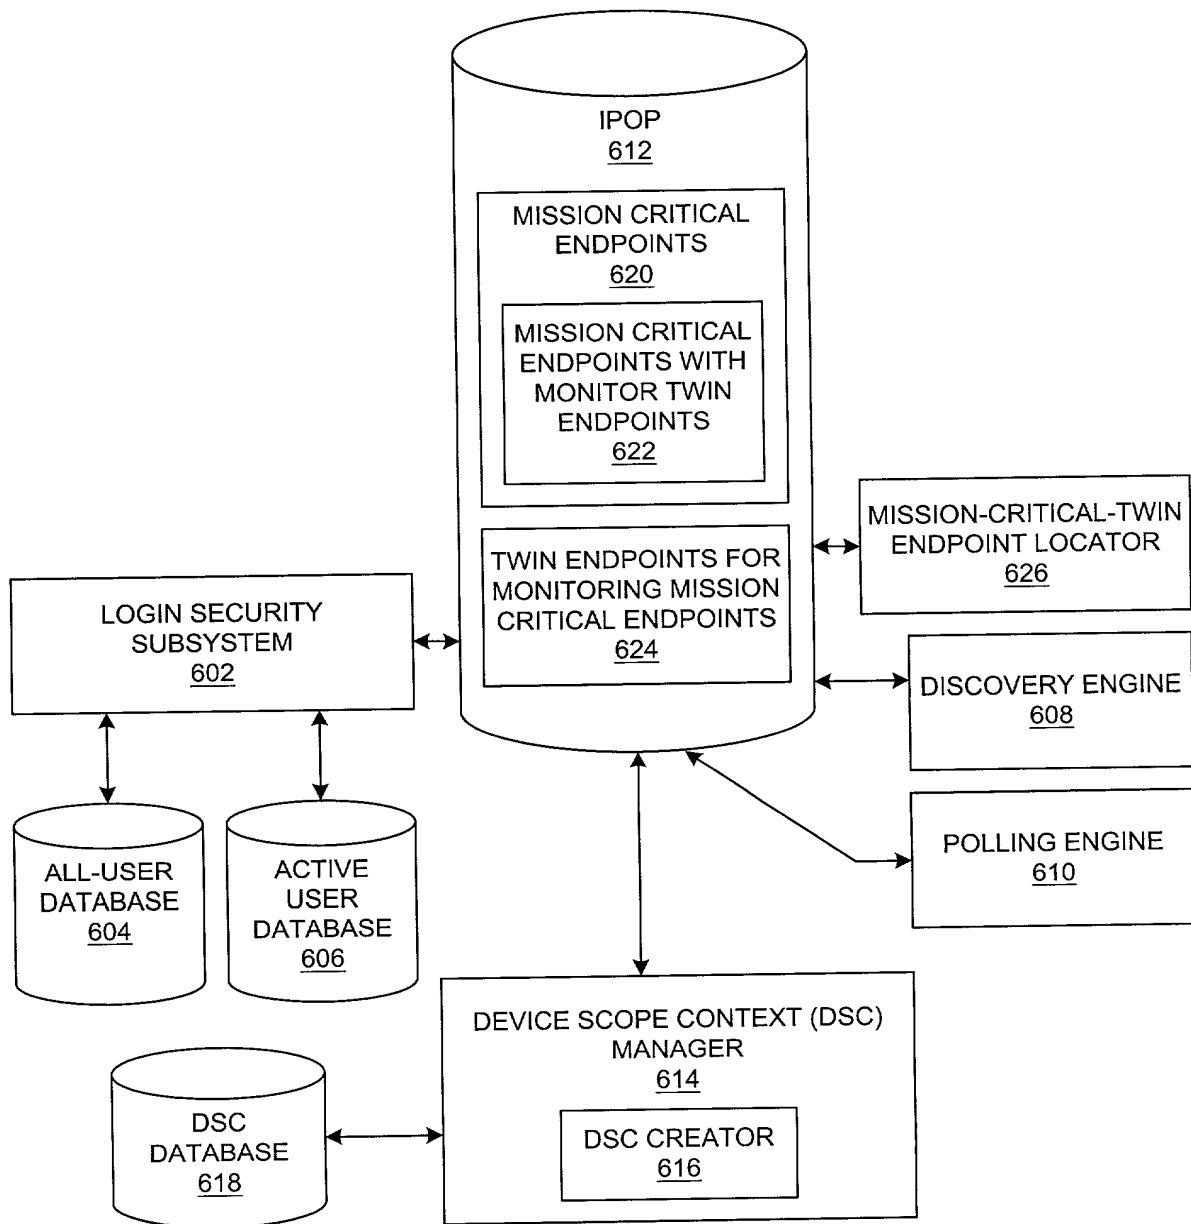 IPOP
612
MISSION CRITICAL
ENDPOINTS
620
MISSION CRITICAL
ENDPOINTS WITH
MONITOR TWIN
ENDPOINTS
622
TWIN ENDPOINTS FOR
MONITORING MISSION
CRITICAL ENDPOINTS
624
MISSION-CRITICAL-TWIN
ENDPOINT LOCATOR
626
LOGIN SECURITY
SUBSYSTEM
602
DISCOVERY ENGINE
608
POLLING ENGINE
610
ALL-USER
DATABASE
604
ACTIVE
USER
DATABASE
606
DEVICE SCOPE CONTEXT (DSC)
MANAGER
614
DSC CREATOR
616
DSC
DATABASE
618